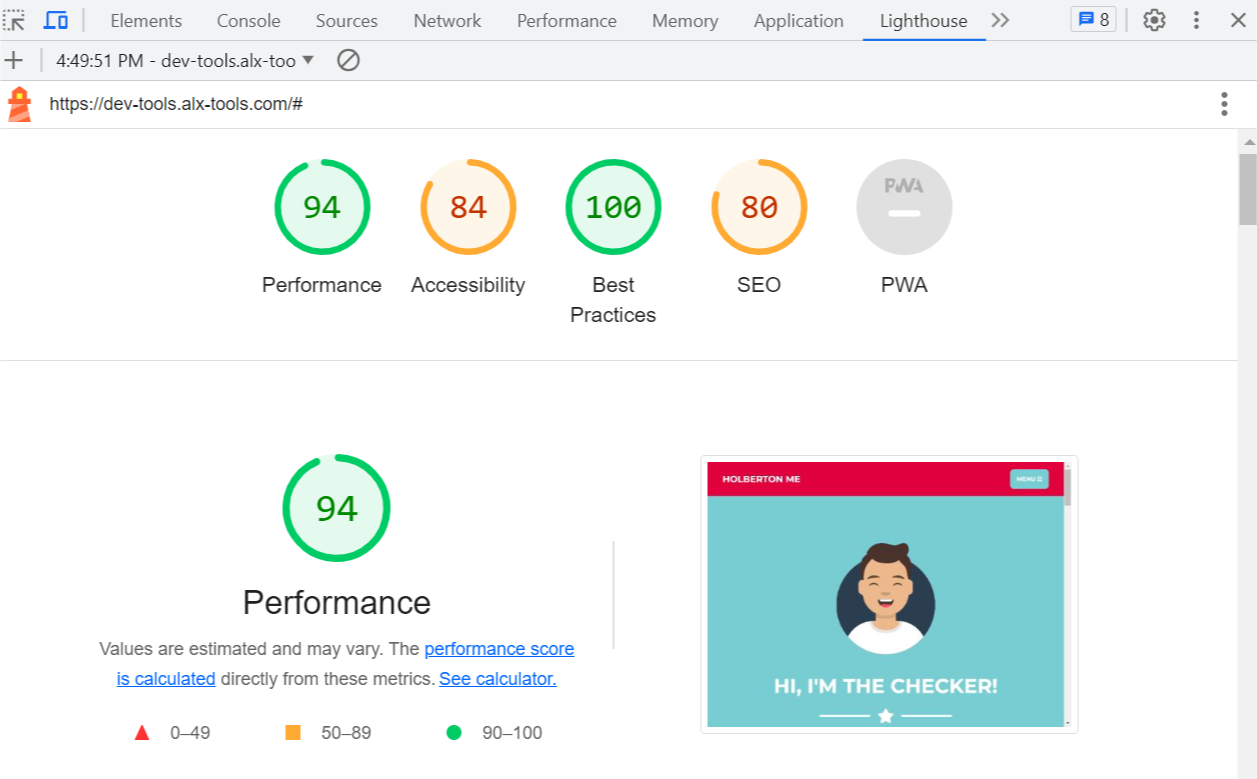 Elements Console Sources Network Performance Memory Application Lighthouse 8
4:49:51 PM - dev-tools.alx-too
https://dev-tools.alx-tools.com/#
94 84 100 80 PWA
Performance Accessibility Best Practices SEO PWA
94
Performance
Values are estimated and may vary. The performance score
is calculated directly from these metrics. See calculator.
0–49 50–89 90–100
HOLBERTON ME MENU
HI, I'M THE CHECKER!